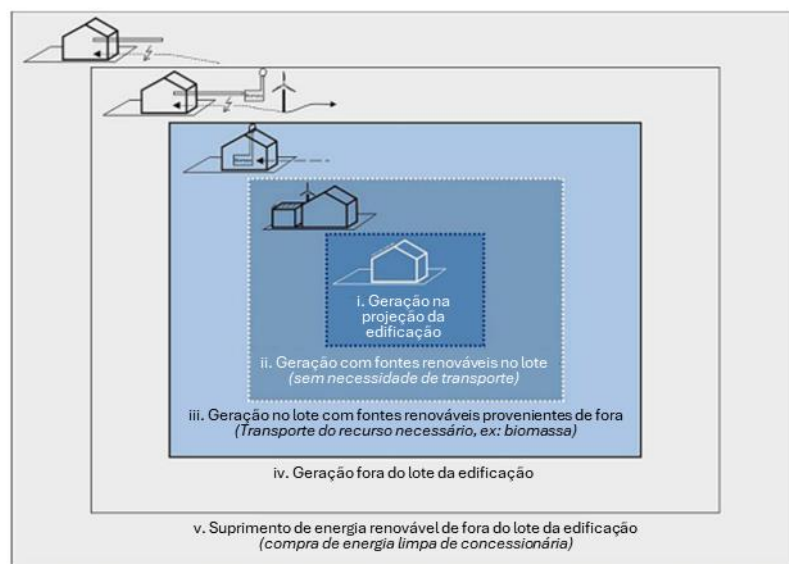 i. Geração na
projeção da
edificação
ii. Geração com fontes renováveis no lote
(sem necessidade de transporte)
iii. Geração no lote com fontes renováveis provenientes de fora
(Transporte do recurso necessário, ex: biomassa)
iv. Geração fora do lote da edificação
v. Suprimento de energia renovável de fora do lote da edificação
(compra de energia limpa de concessionária)